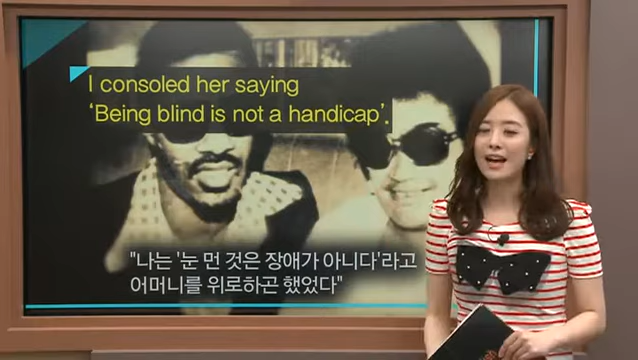 I consoled her saying
‘Being blind is not a handicap’.
"나는 '눈 먼 것은 장애가 아니다'라고
어머니를 위로하곤 했었다"